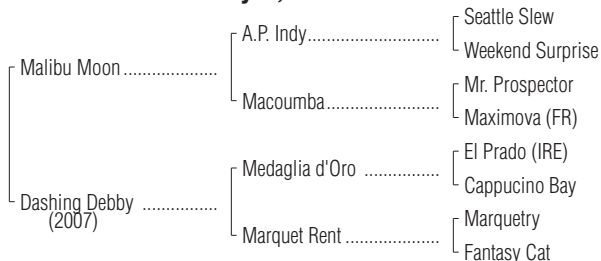 Seattle Slew
A.P. Indy
Weekend Surprise
Malibu Moon
Mr. Prospector
Macoumba
Maximova (FR)
El Prado (IRE)
Medaglia d'Oro
Cappucino Bay
Dashing Debby
(2007)
Marquetry
Marquet Rent
Fantasy Cat